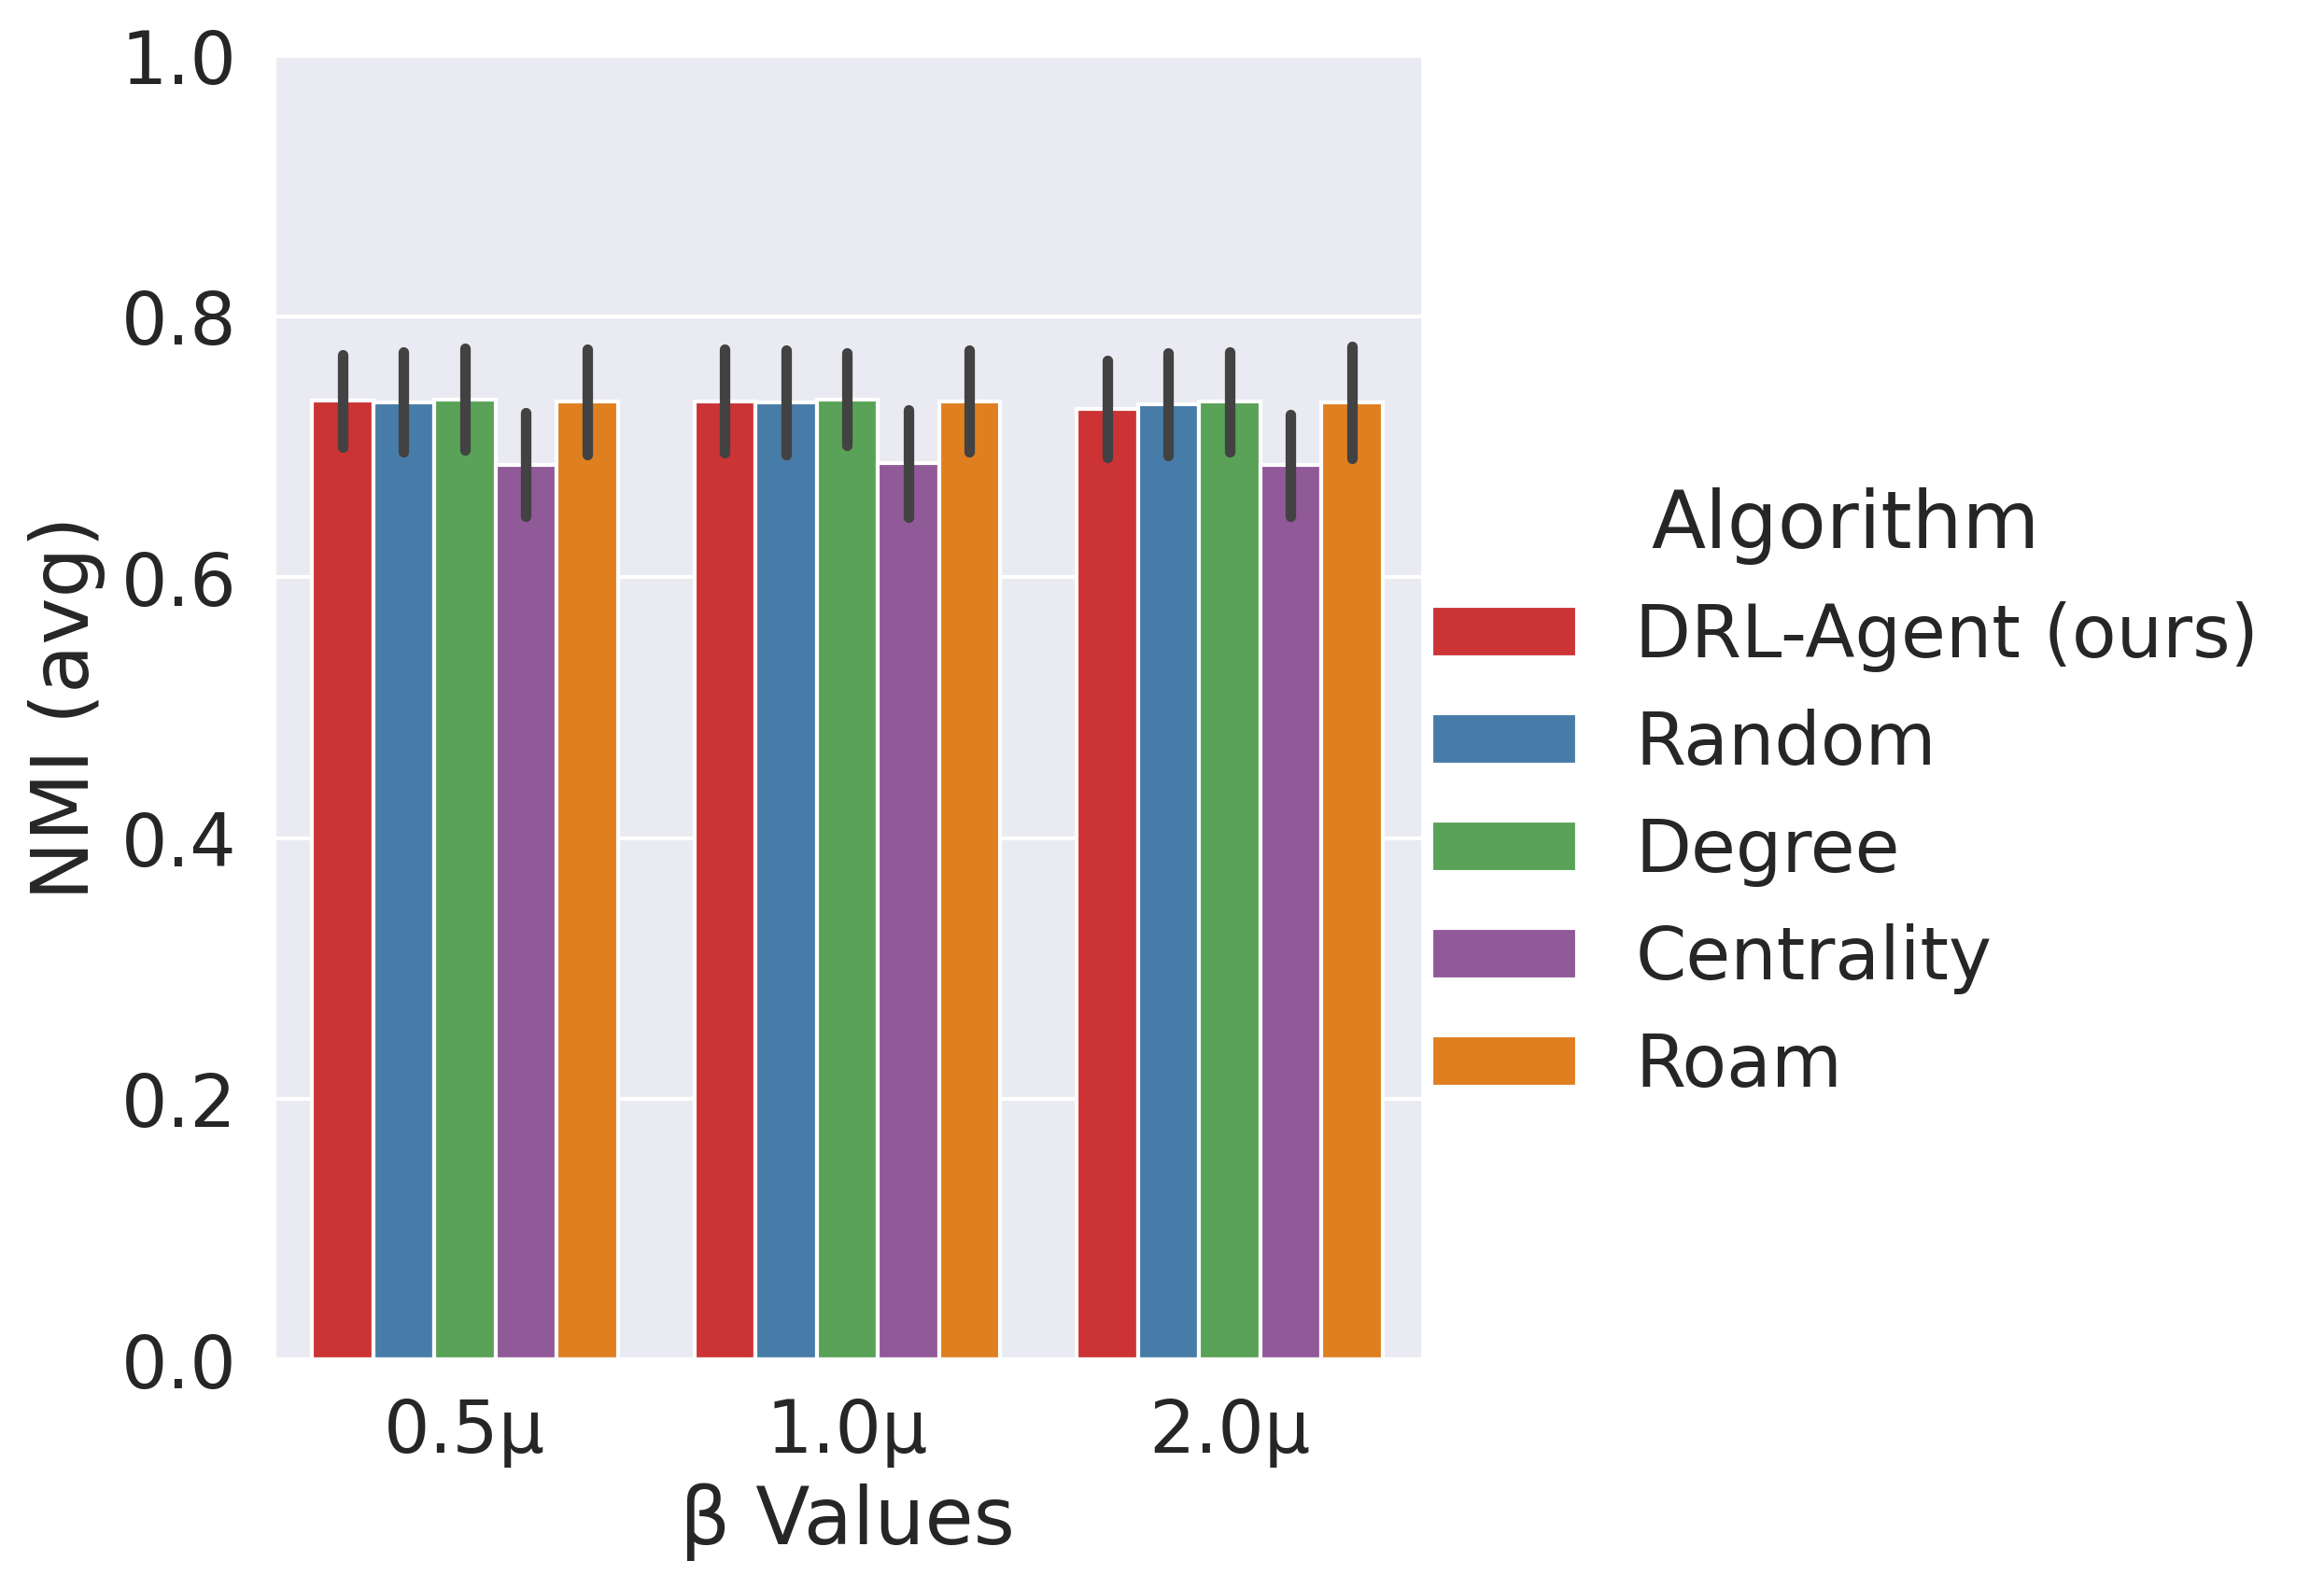 1.0
0.8
0.6
0.4
0.2
0.0
NMI (avg)
0.5μ
1.0μ
2.0μ
β Values
Algorithm
DRL-Agent (ours)
Random
Degree
Centrality
Roam